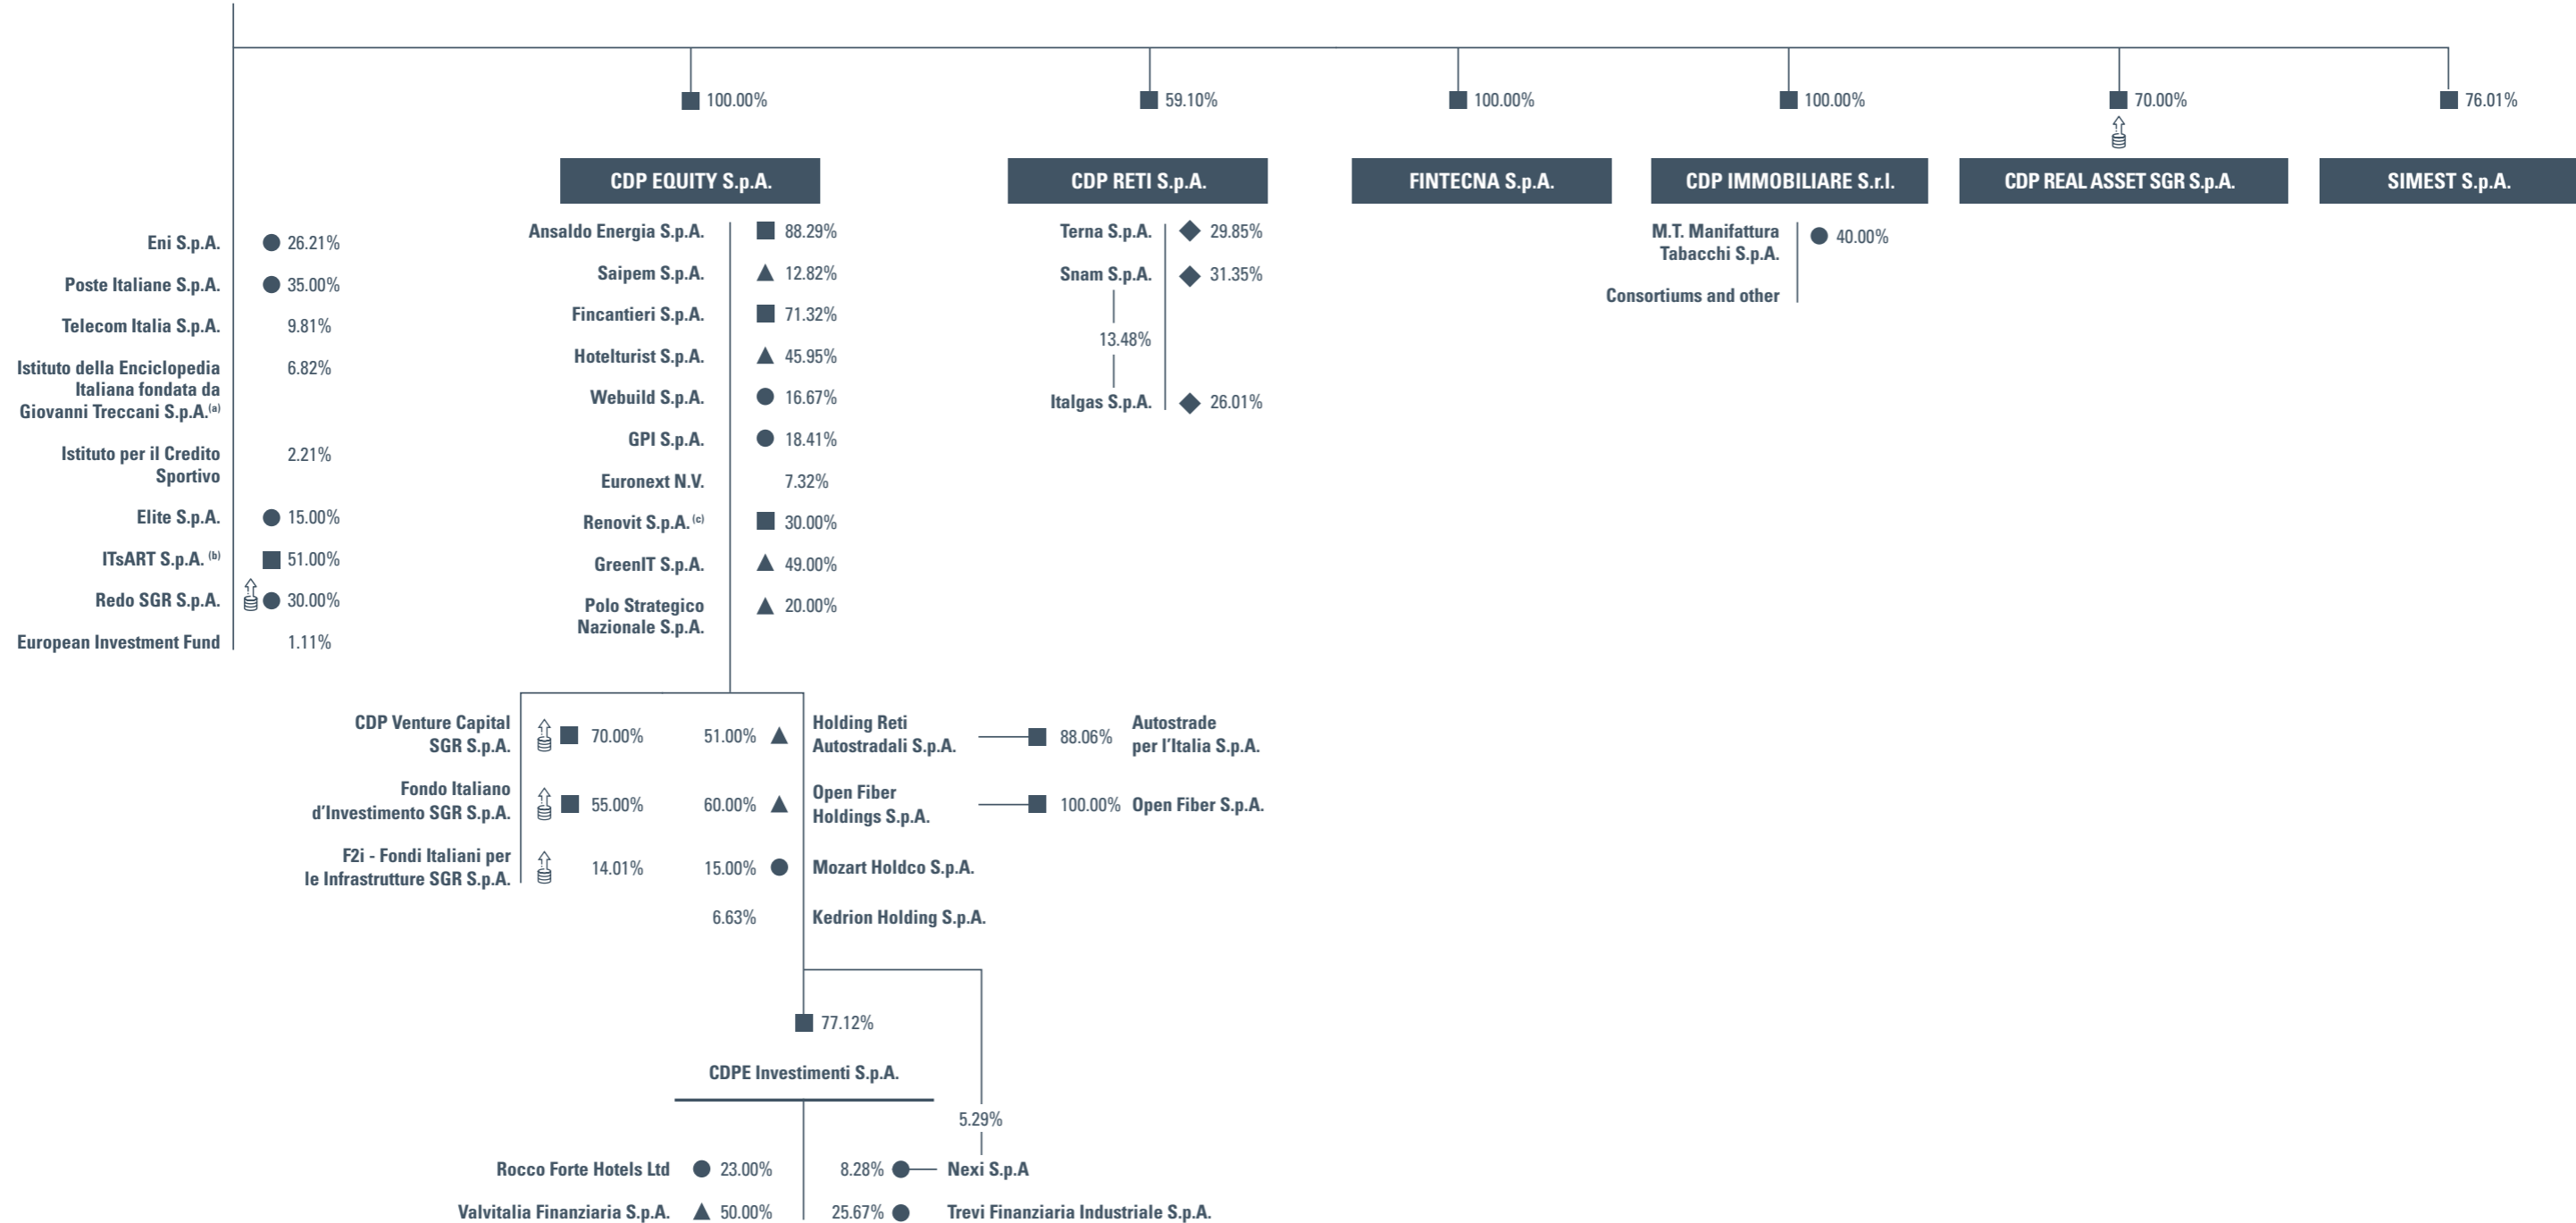 100.00%
59.10%
100.00%
100.00%
70.00%
76.01%
CDP EQUITY S.p.A.
CDP RETI S.p.A.
FINTECNA S.p.A.
CDP IMMOBILIARE S.r.l.
CDP REAL ASSET SGR S.p.A.
SIMEST S.p.A.
Eni S.p.A. 26.21%
Poste Italiane S.p.A. 35.00%
Telecom Italia S.p.A. 9.81%
Istituto della Enciclopedia 6.82%
Italiana fondata da
Giovanni Treccani S.p.A.(a)
Istituto per il Credito 2.21%
Sportivo
Elite S.p.A. 15.00%
ITsART S.p.A. (b) 51.00%
Redo SGR S.p.A. 30.00%
European Investment Fund 1.11%
Ansaldo Energia S.p.A. 88.29%
Saipem S.p.A. 12.82%
Fincantieri S.p.A. 71.32%
Hotelturist S.p.A. 45.95%
Webuild S.p.A. 16.67%
GPI S.p.A. 18.41%
Euronext N.V. 7.32%
Renovit S.p.A. (c) 30.00%
GreenIT S.p.A. 49.00%
Polo Strategico 20.00%
Nazionale S.p.A.
Terna S.p.A. 29.85%
Snam S.p.A. 31.35%
13.48%
Italgas S.p.A. 26.01%
M.T. Manifattura 40.00%
Tabacchi S.p.A.
Consortiums and other
CDP Venture Capital
SGR S.p.A. 70.00%
Fondo Italiano
d'Investimento SGR S.p.A. 55.00%
F2i - Fondi Italiani per
le Infrastrutture SGR S.p.A. 14.01%
51.00% Holding Reti
Autostradali S.p.A.
88.06% Autostrade
per l'Italia S.p.A.
60.00% Open Fiber
Holdings S.p.A.
100.00% Open Fiber S.p.A.
15.00% Mozart Holdco S.p.A.
6.63% Kedrion Holding S.p.A.
77.12%
CDPE Investimenti S.p.A.
5.29%
Rocco Forte Hotels Ltd 23.00%
8.28% Nexi S.p.A
Valvitalia Finanziaria S.p.A. 50.00%
25.67% Trevi Finanziaria Industriale S.p.A.